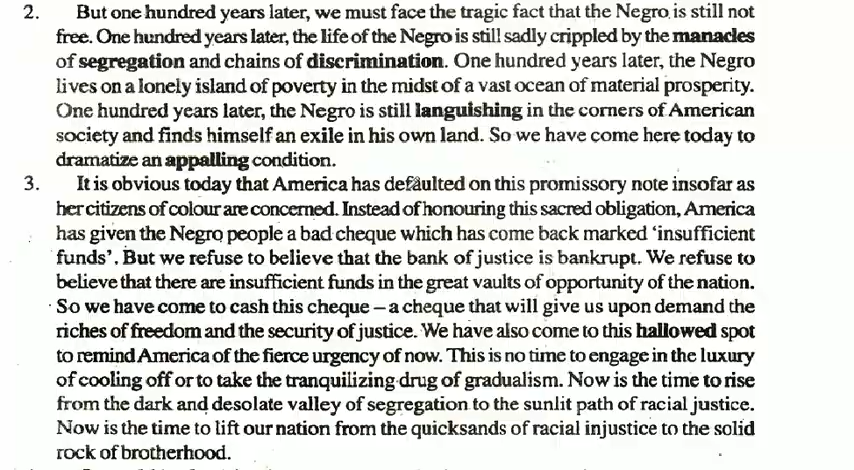 2. But one hundred years later, we must face the tragic fact that the Negro is still not
free. One hundred years later, the life of the Negro is still sadly crippled by the manacles
of segregation and chains of discrimination. One hundred years later, the Negro
lives on a lonely island of poverty in the midst of a vast ocean of material prosperity.
One hundred years later, the Negro is still languishing in the corners of American
society and finds himself an exile in his own land. So we have come here today to
dramatize an appalling condition.
3. It is obvious today that America has defaulted on this promissory note insofar as
her citizens of colour are concerned. Instead of honouring this sacred obligation, America
has given the Negro people a bad cheque which has come back marked ‘insufficient
funds’. But we refuse to believe that the bank of justice is bankrupt. We refuse to
believe that there are insufficient funds in the great vaults of opportunity of the nation.
So we have come to cash this cheque – a cheque that will give us upon demand the
riches of freedom and the security of justice. We have also come to this hallowed spot
to remind America of the fierce urgency of now. This is no time to engage in the luxury
of cooling off or to take the tranquilizing drug of gradualism. Now is the time to rise
from the dark and desolate valley of segregation to the sunlit path of racial justice.
Now is the time to lift our nation from the quicksands of racial injustice to the solid
rock of brotherhood.